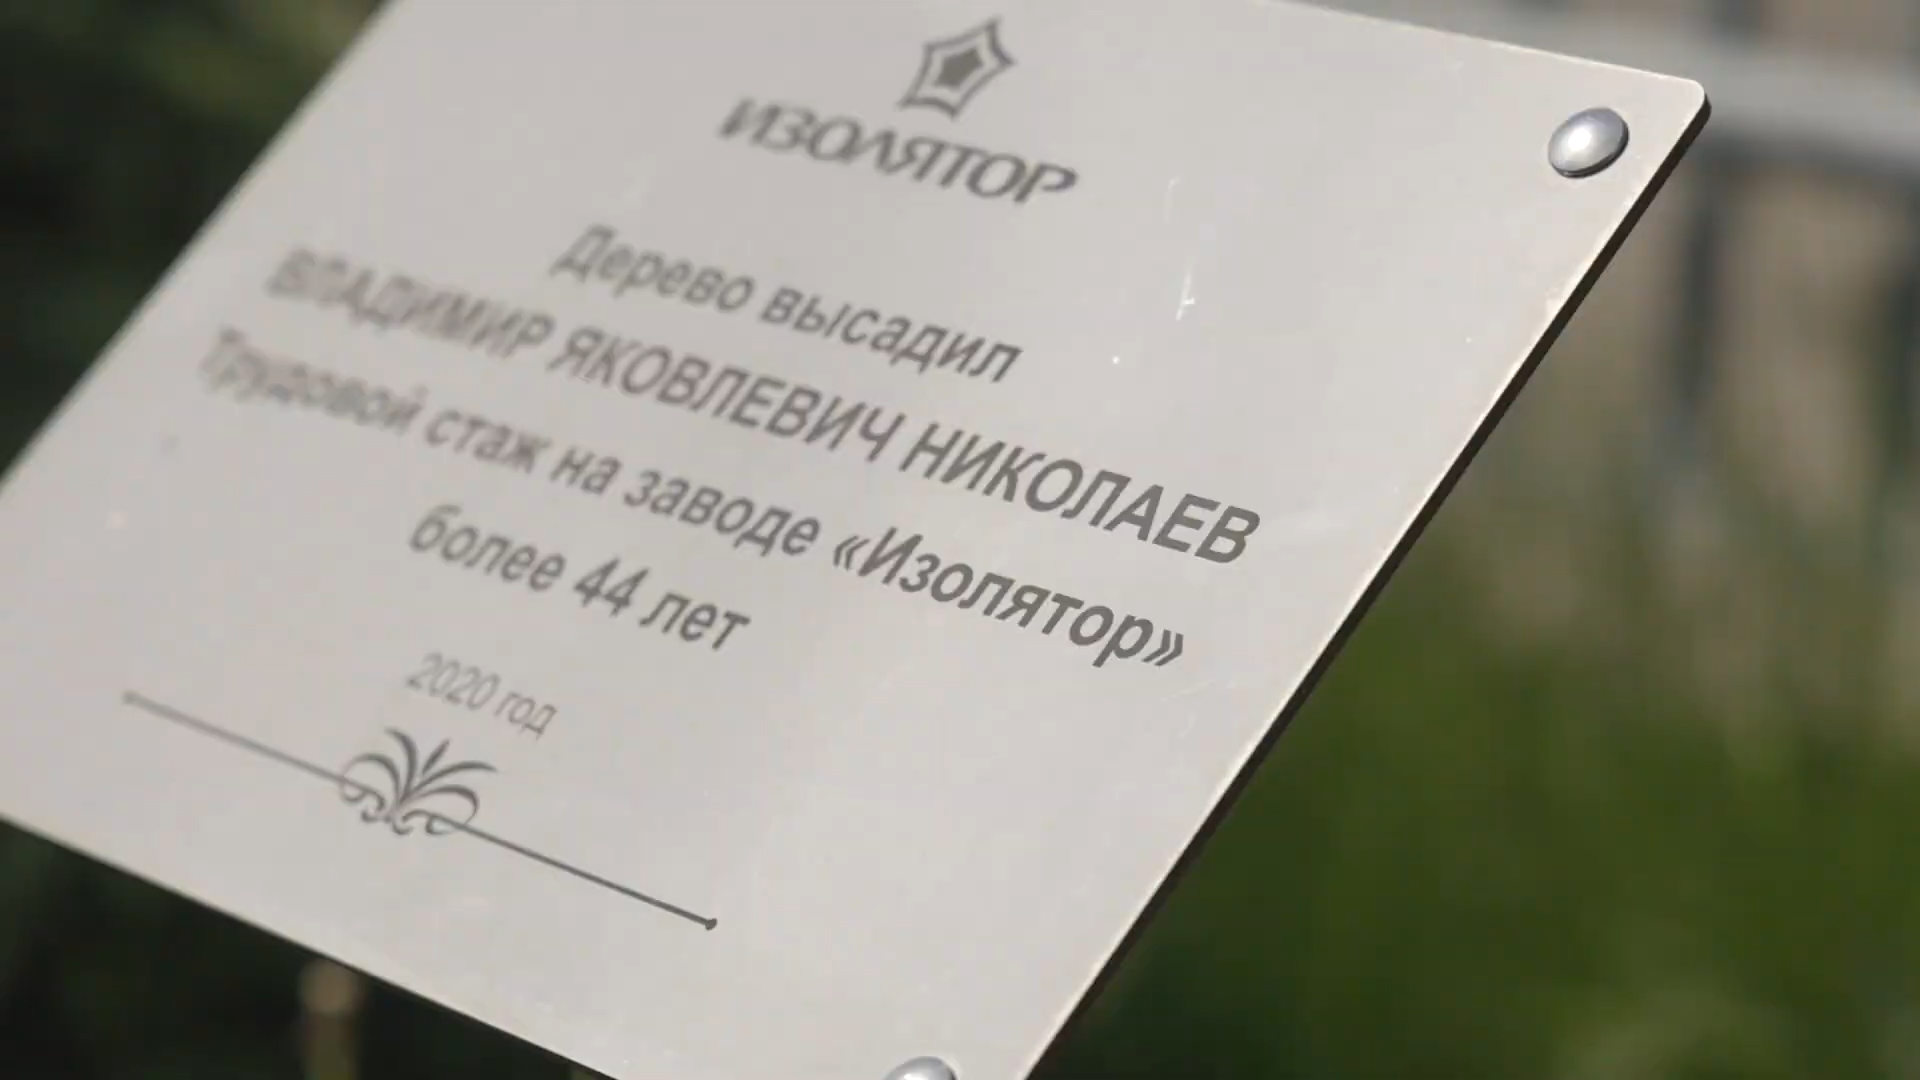 ИЗОЛЯТОР
Дерево высадил
ВЛАДИМИР ЯКОВЛЕВИЧ НИКОЛАЕВ
Трудовой стаж на заводе «Изолятор»
более 44 лет
2020 год